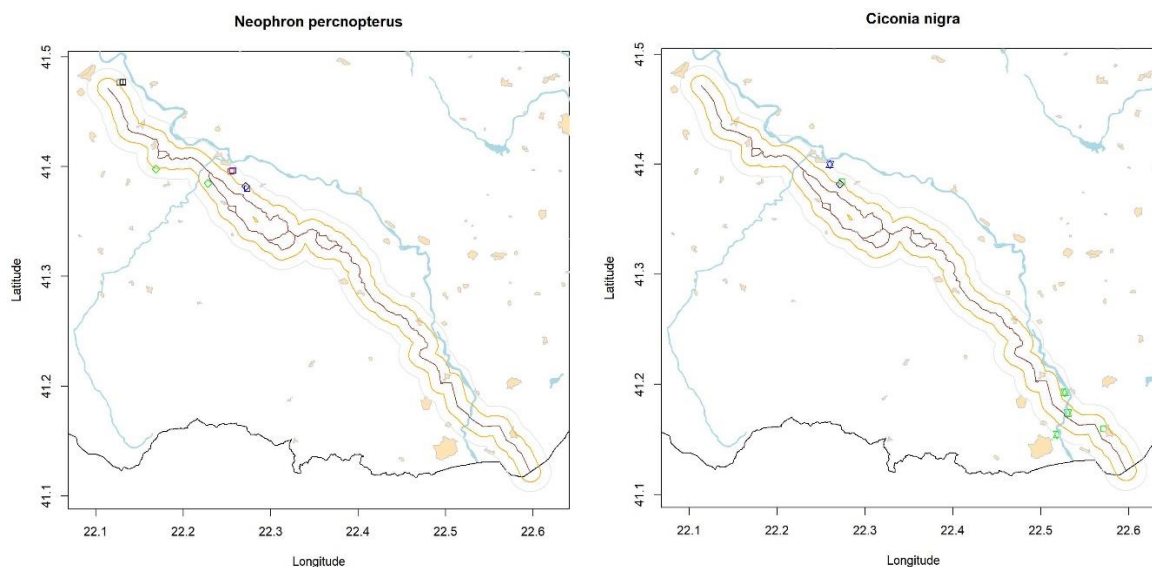 Neophron percnopterus
41.5
41.4
41.3
41.2
41.1
Latitude
22.1 22.2 22.3 22.4 22.5 22.6
Longitude
Ciconia nigra
41.5
41.4
41.3
41.2
41.1
Latitude
22.1 22.2 22.3 22.4 22.5 22.6
Longitude